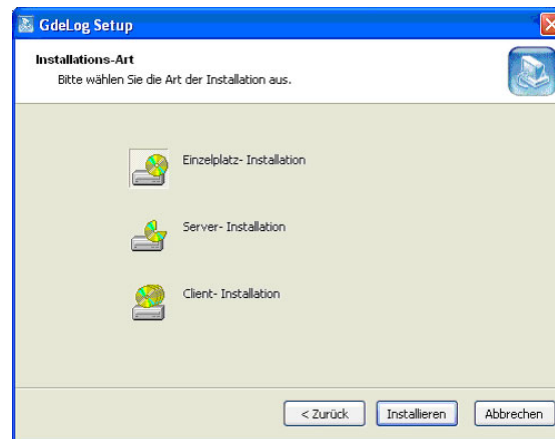 GdeLog Setup
Installations-Art
Bitte wählen Sie die Art der Installation aus.
Einzelplatz- Installation
Server- Installation
Client- Installation
< Zurück Installieren Abbrechen